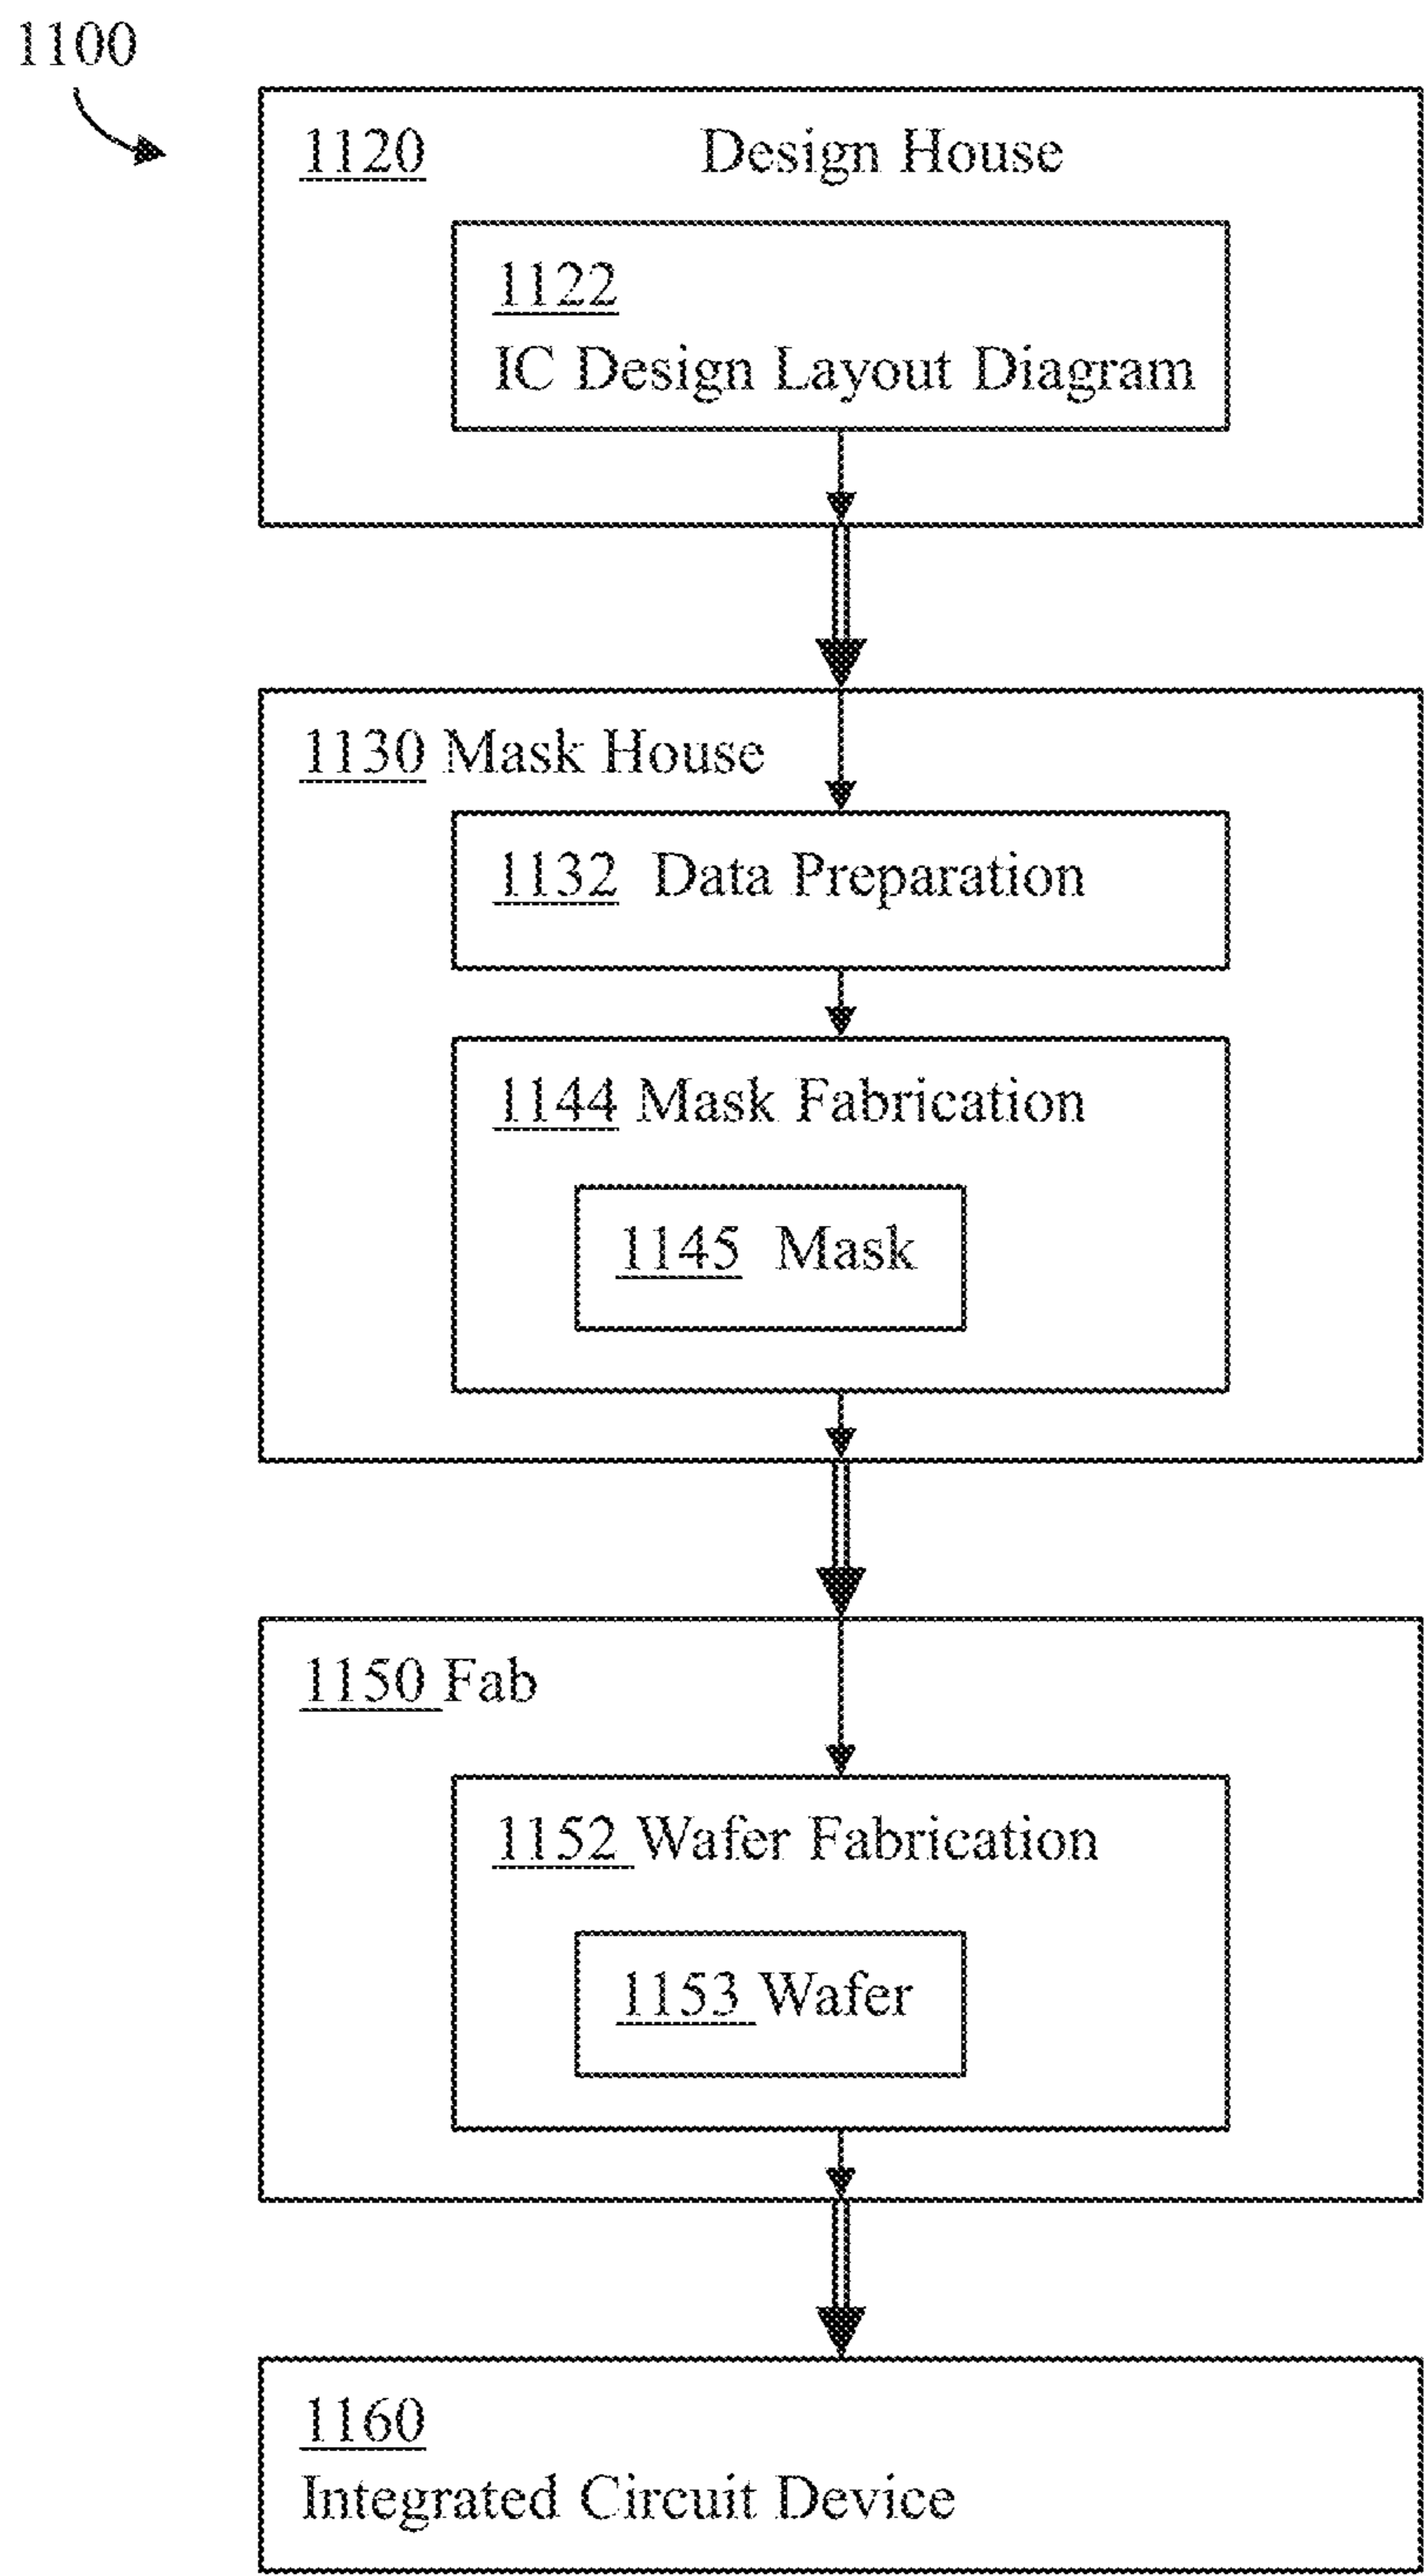 1100
1120 Design House
1122
IC Design Layout Diagram
1130 Mask House
1132 Data Preparation
1144 Mask Fabrication
1145 Mask
1150 Fab
1152 Wafer Fabrication
1153 Wafer
1160
Integrated Circuit Device